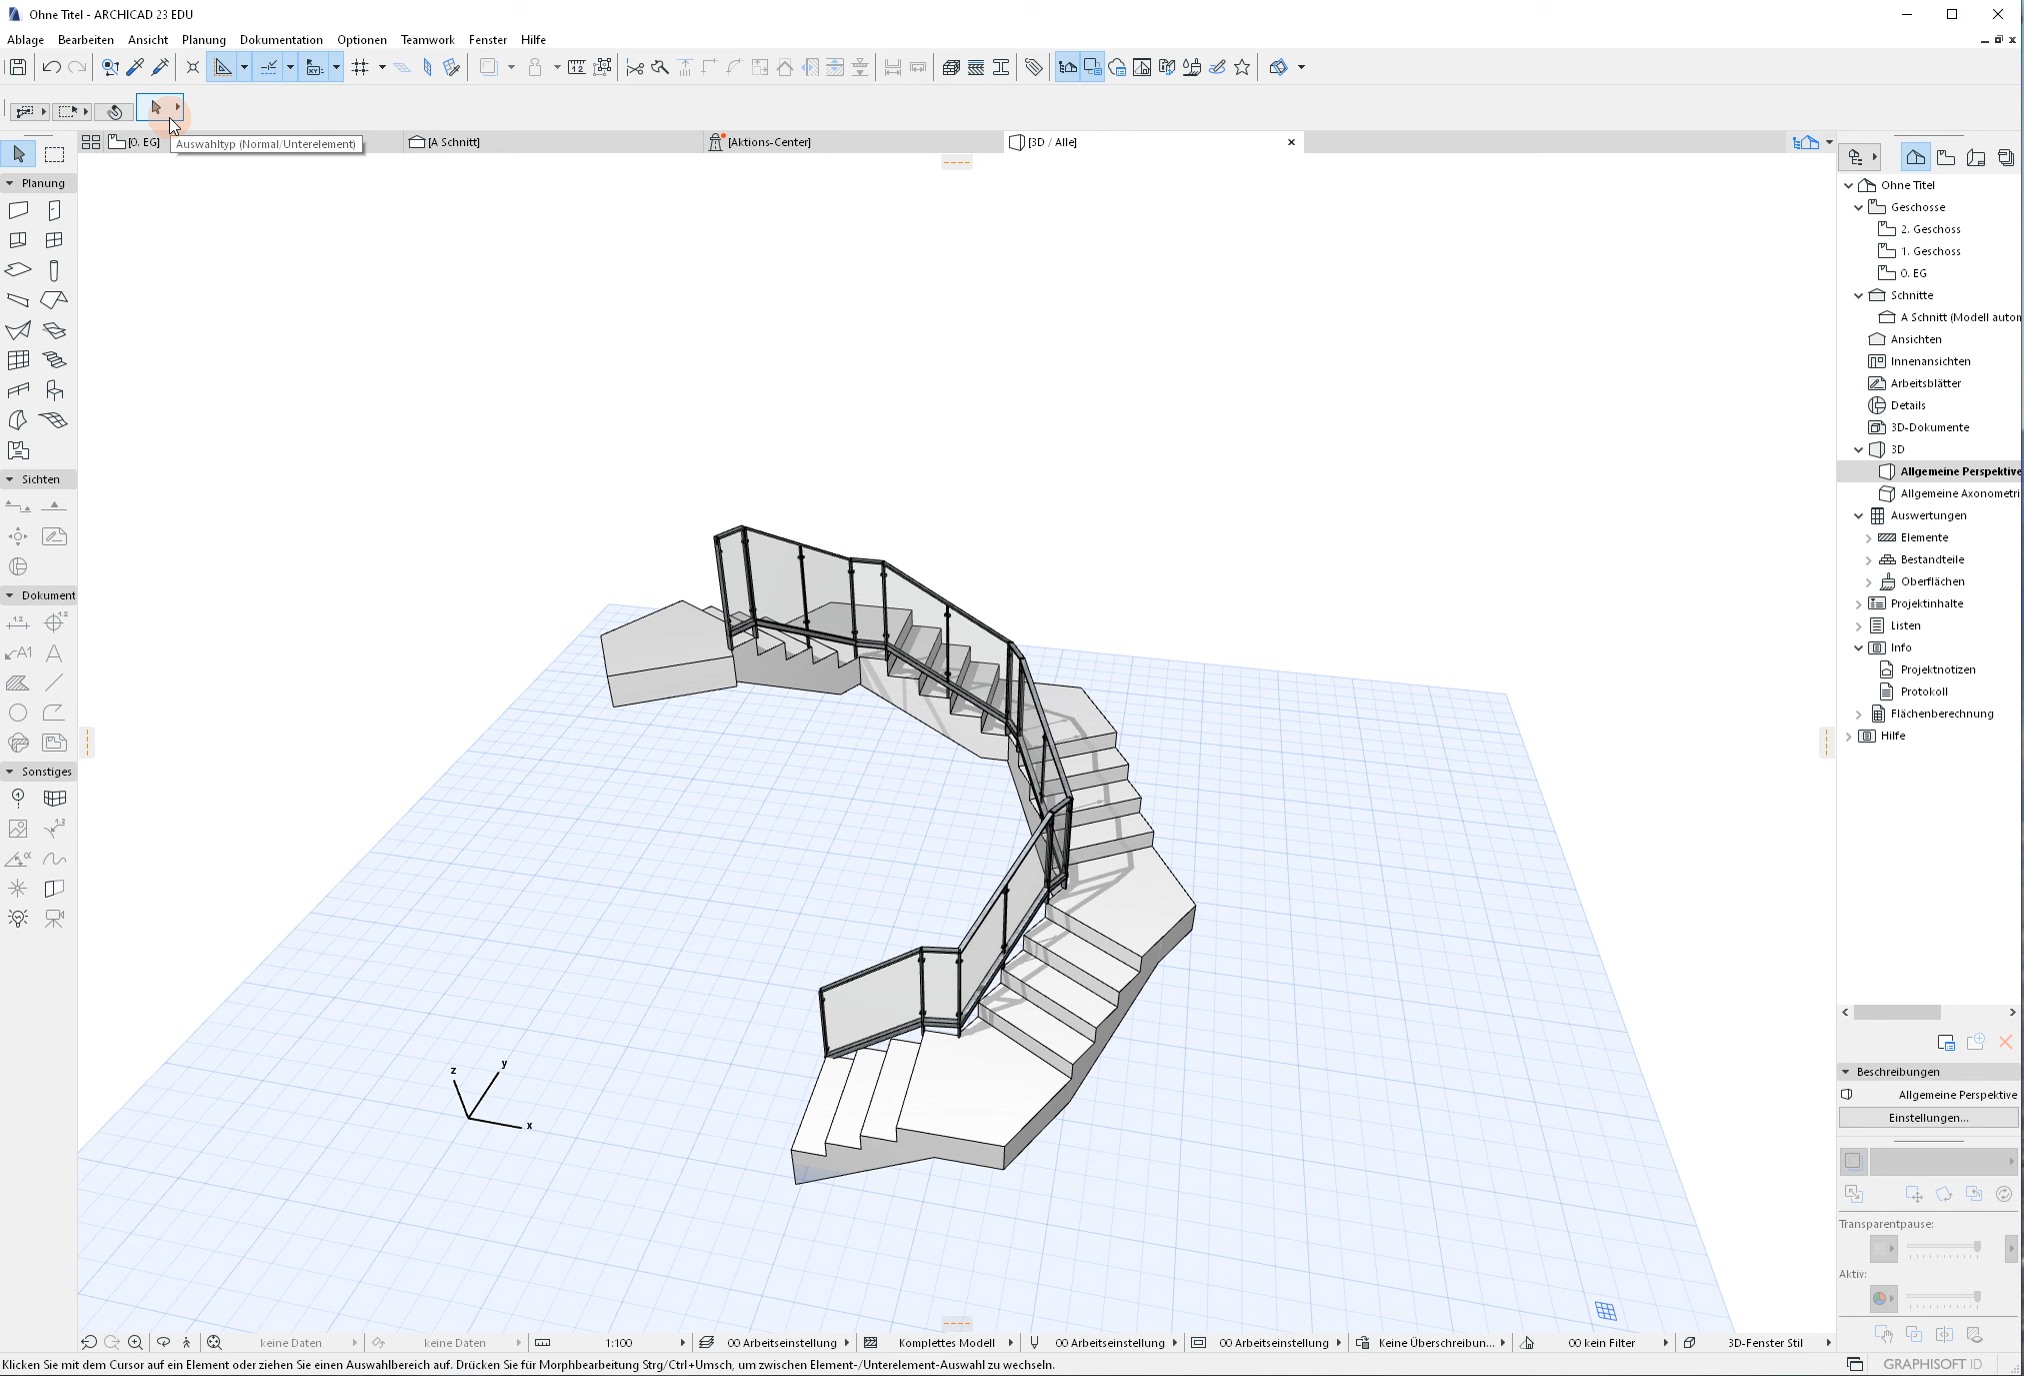 Ohne Titel - ARCHICAD 23 EDU
Ablage Bearbeiten Ansicht Planung Dokumentation Optionen Teamwork Fenster Hilfe
[0. EG] [A Schnitt] [Aktions-Center] [3D / Alle]
Auswahltyp (Normal/Unterelement)
Planung
Sichten
Dokument
Sonstiges
Ohne Titel
Geschosse
2. Geschoss
1. Geschoss
0. EG
Schnitte
A Schnitt (Modell auton
Ansichten
Innenansichten
Arbeitsblätter
Details
3D-Dokumente
3D
Allgemeine Perspektive
Allgemeine Axonometri
Auswertungen
Elemente
Bestandteile
Oberflächen
Projektinhalte
Listen
Info
Projektnotizen
Protokoll
Flächenberechnung
Hilfe
z
y
x
Beschreibungen
Allgemeine Perspektive
Einstellungen...
Transparentpause:
Aktiv:
keine Daten keine Daten 1:100 00 Arbeitseinstellung Komplettes Modell 00 Arbeitseinstellung 00 Arbeitseinstellung Keine Überschreibun... 00 kein Filter 3D-Fenster Stil
Klicken Sie mit dem Cursor auf ein Element oder ziehen Sie einen Auswahlbereich auf. Drücken Sie für Morphbearbeitung Strg/Ctrl+Umsch, um zwischen Element-/Unterelement-Auswahl zu wechseln.
GRAPHISOFT ID